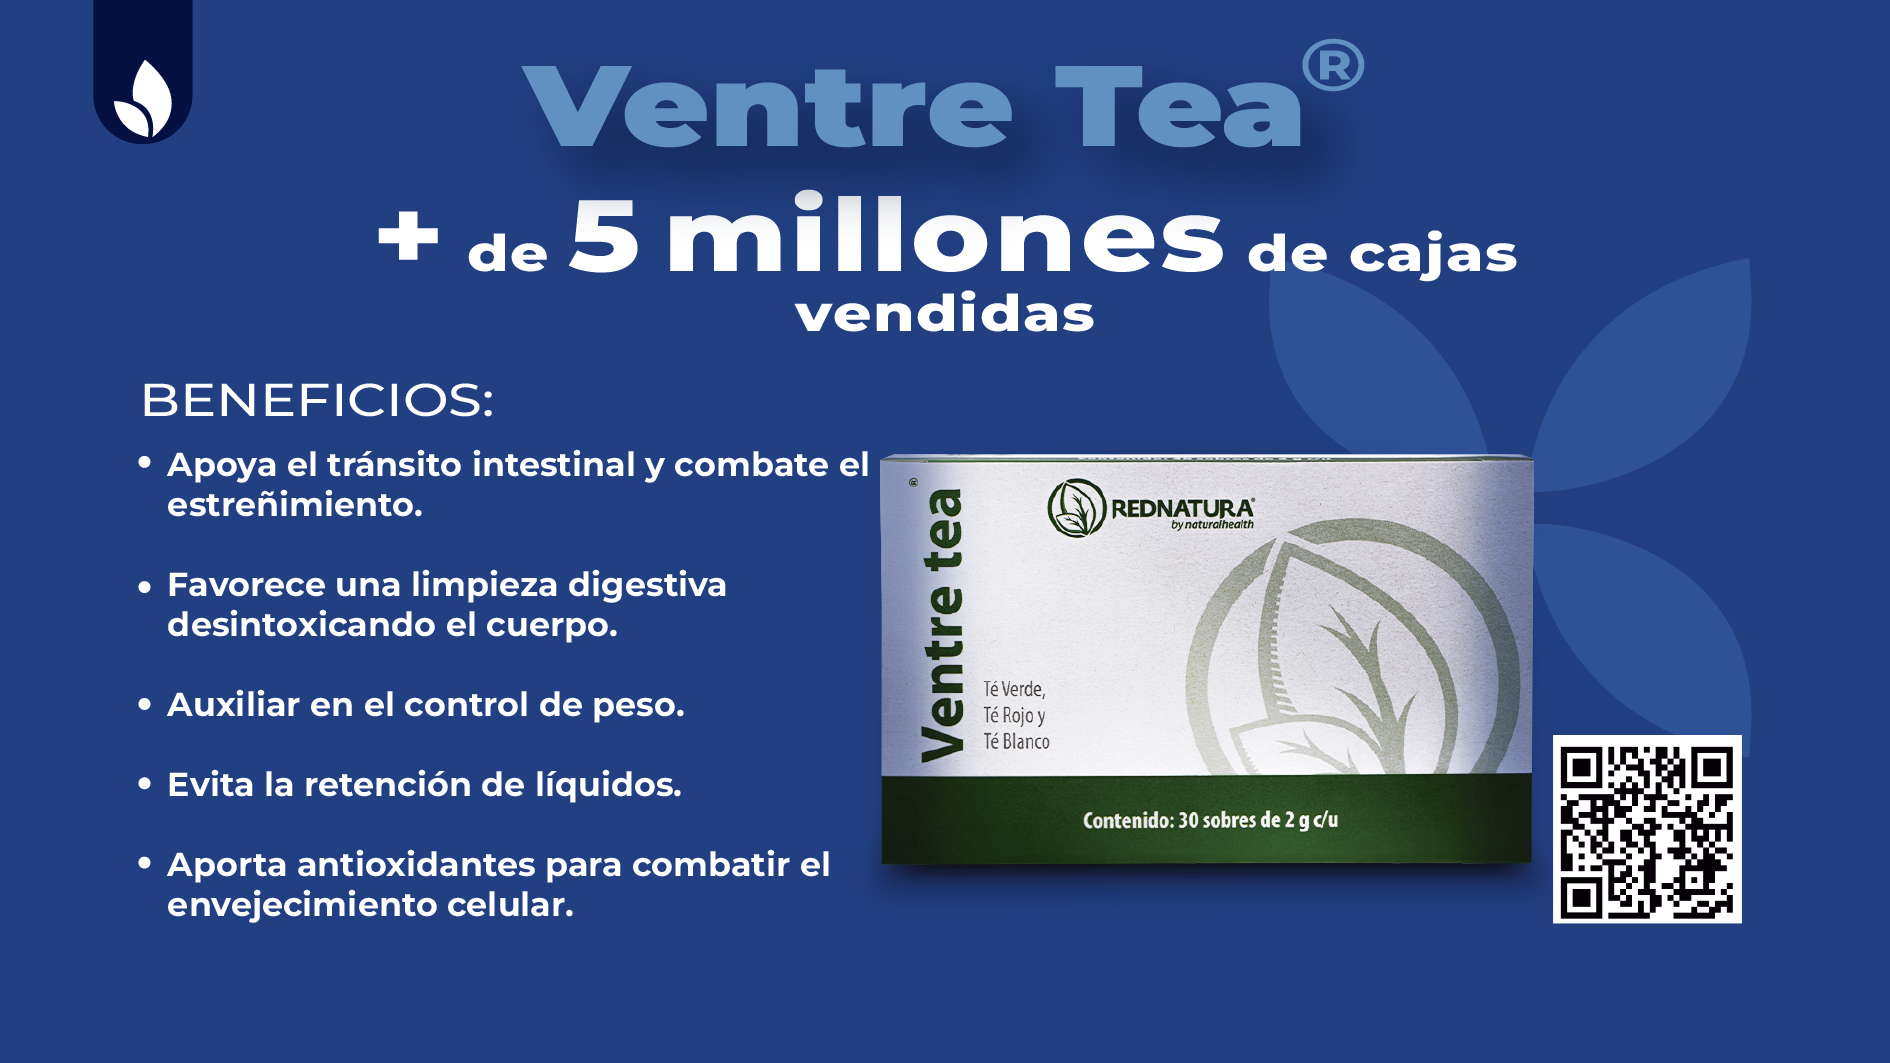 Ventre Tea®
+ de 5 millones de cajas
vendidas
BENEFICIOS:
• Apoya el tránsito intestinal y combate el
estreñimiento.
• Favorece una limpieza digestiva
desintoxicando el cuerpo.
• Auxiliar en el control de peso.
• Evita la retención de líquidos.
• Aporta antioxidantes para combatir el
envejecimiento celular.
Ventre tea®
REDNATURA®
by naturalhealth
Té Verde,
Té Rojo y
Té Blanco
Contenido: 30 sobres de 2 g c/u